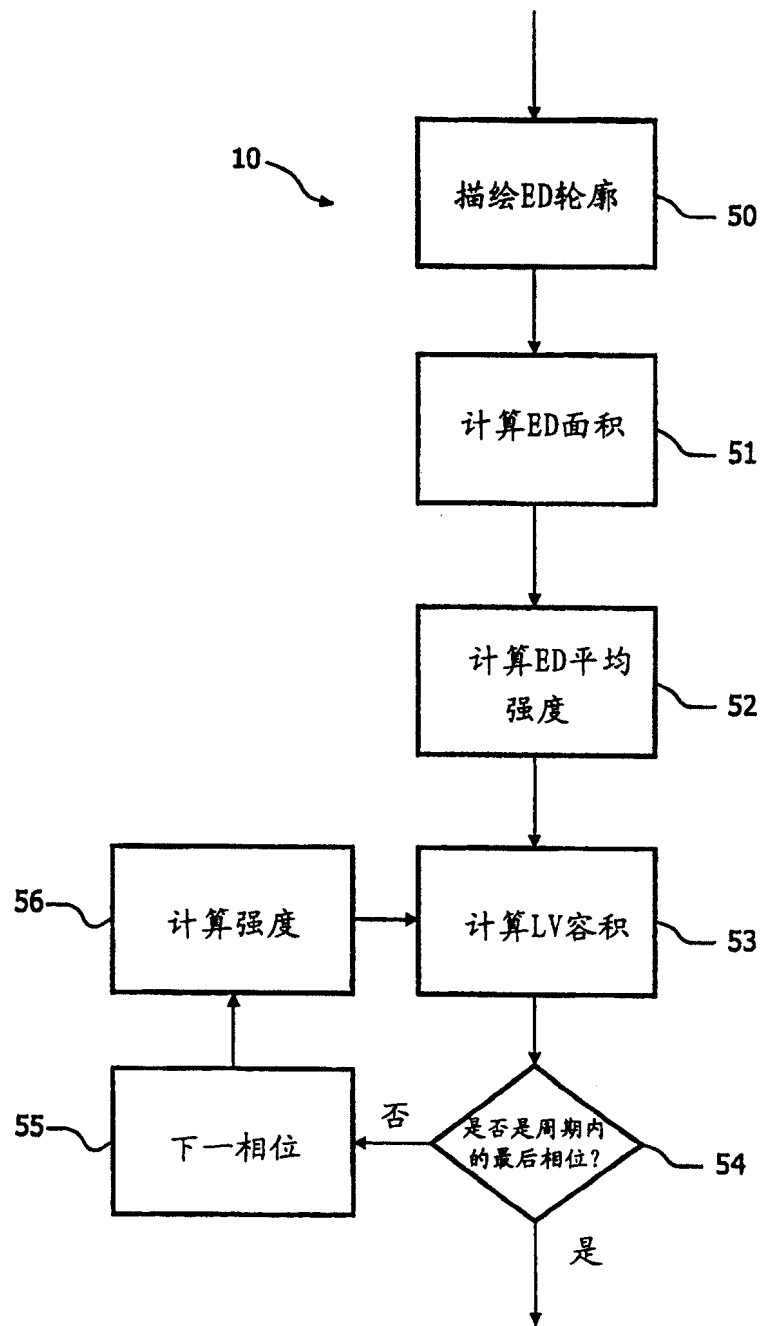 10
描绘ED轮廓
50
计算ED面积
51
计算ED平均
强度
52
56
计算强度
计算LV容积
53
55
下一相位
否
是否是周期内
的最后相位?
54
是